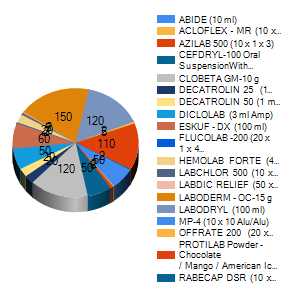 ABIDE (10 ml)
ACLOFLEX - MR (10 x...
AZILAB 500 (10 x 1 x 3)
CEFDRYL-100 Oral
SuspensionWith...
CLOBETA GM-10 g
DECATROLIN 25 (1...
DECATROLIN 50 (1 m...
DICLOLAB (3 ml Amp)
ESKUF - DX (100 ml)
FLUCOLAB -200 (20
x 1 x 4...
HEMOLAB FORTE (4...
LABCHLOR 500 (10 x...
LABDIC RELIEF (50 x...
LABODERM - OC-15 g
LABODRYL (100 ml)
MP-4 (10 x 10 Alu/Alu)
OFFRATE 200 (20 x...
PROTILAB Powder -
Chocolate
/ Mango / American Ic...
RABECAP DSR (10 x...
150
120
110
60
50
50
50
120